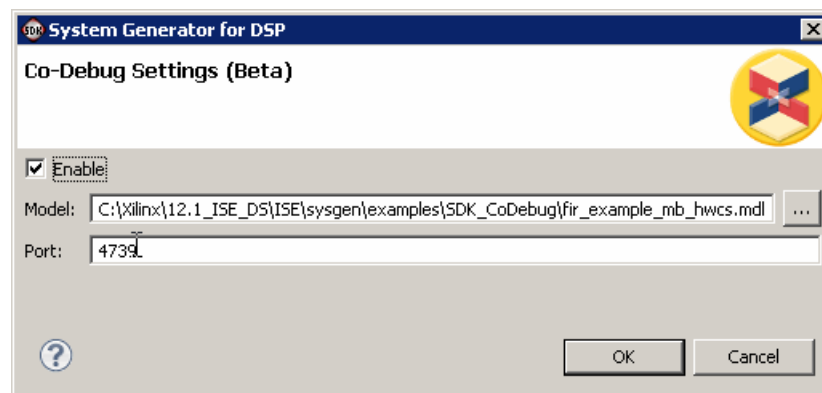 SDK System Generator for DSP
Co-Debug Settings (Beta)
Enable
Model: C:\Xilinx\12.1_ISE_DS\ISE\sysgen\examples\SDK_CoDebug\fir_example_mb_hwcs.mdl ...
Port: 4739
?
OK Cancel